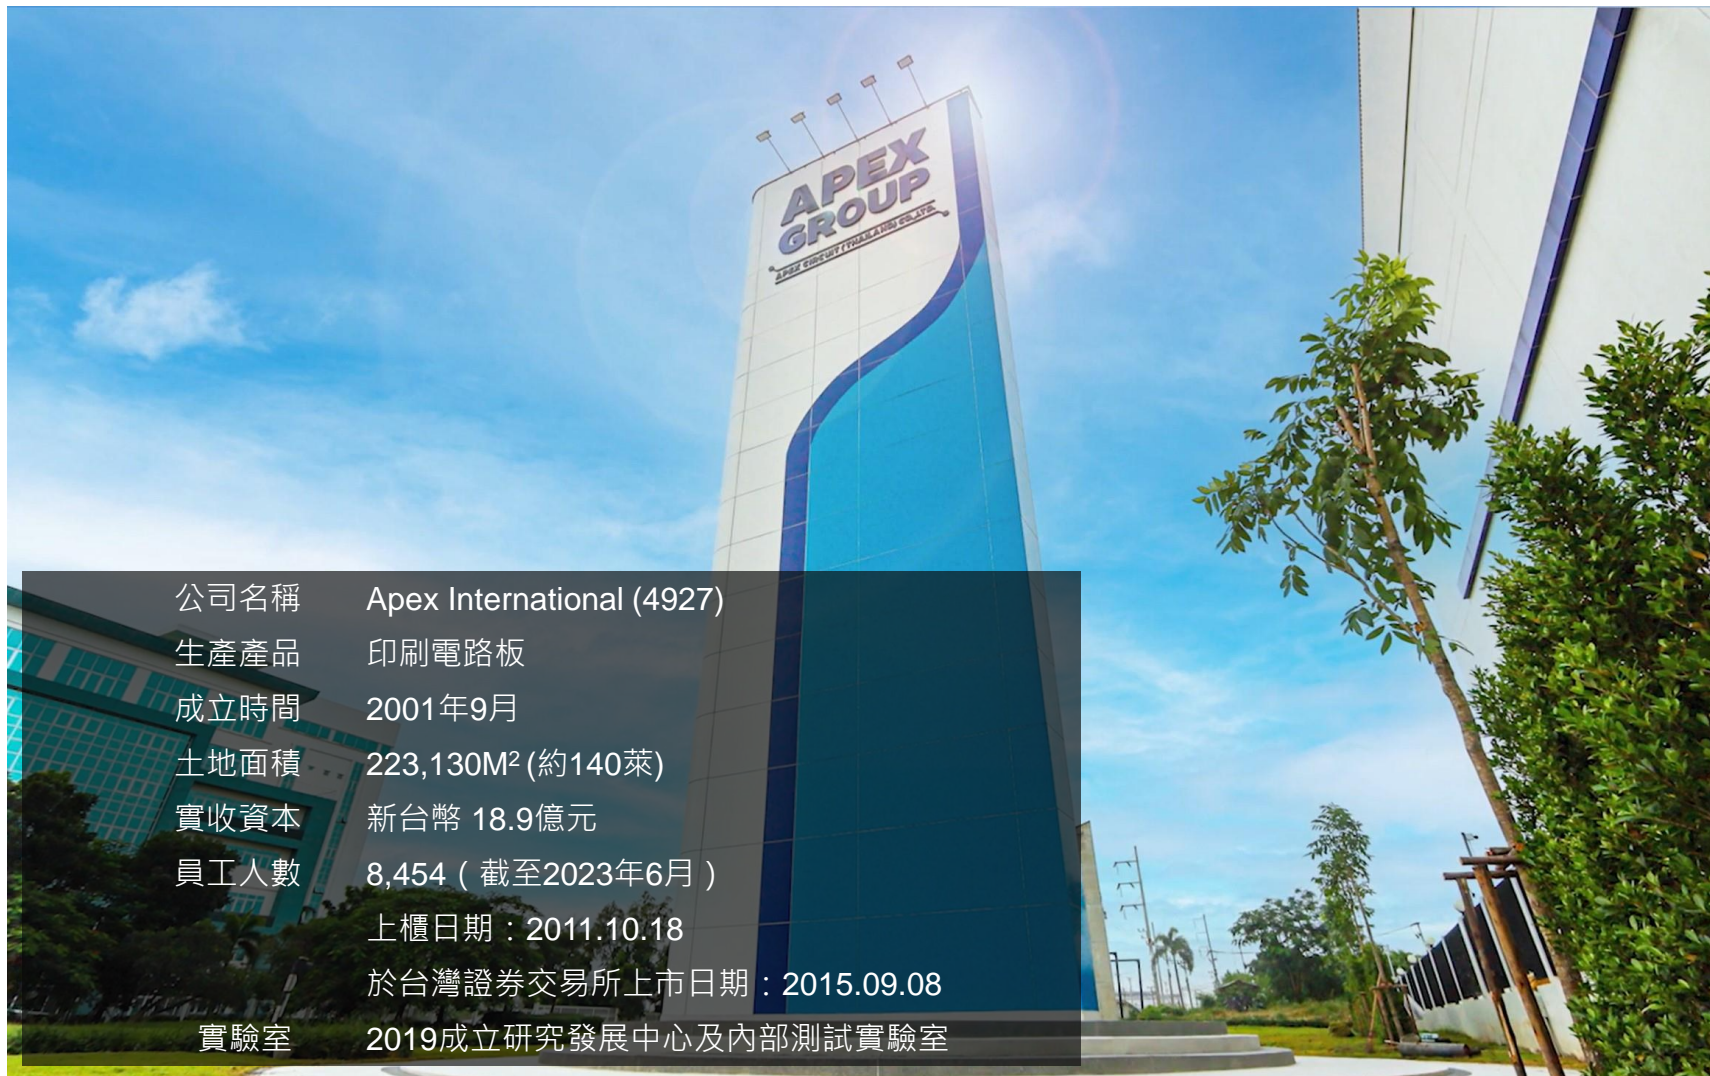 APEX
GROUP
APEX CIRCUIT (THAILAND) CO.,LTD.
公司名稱 Apex International (4927)
生產產品 印刷電路板
成立時間 2001年9月
土地面積 223,130M² (約140萊)
實收資本 新台幣 18.9億元
員工人數 8,454（截至2023年6月）
上櫃日期：2011.10.18
於台灣證券交易所上市日期：2015.09.08
實驗室 2019成立研究發展中心及內部測試實驗室